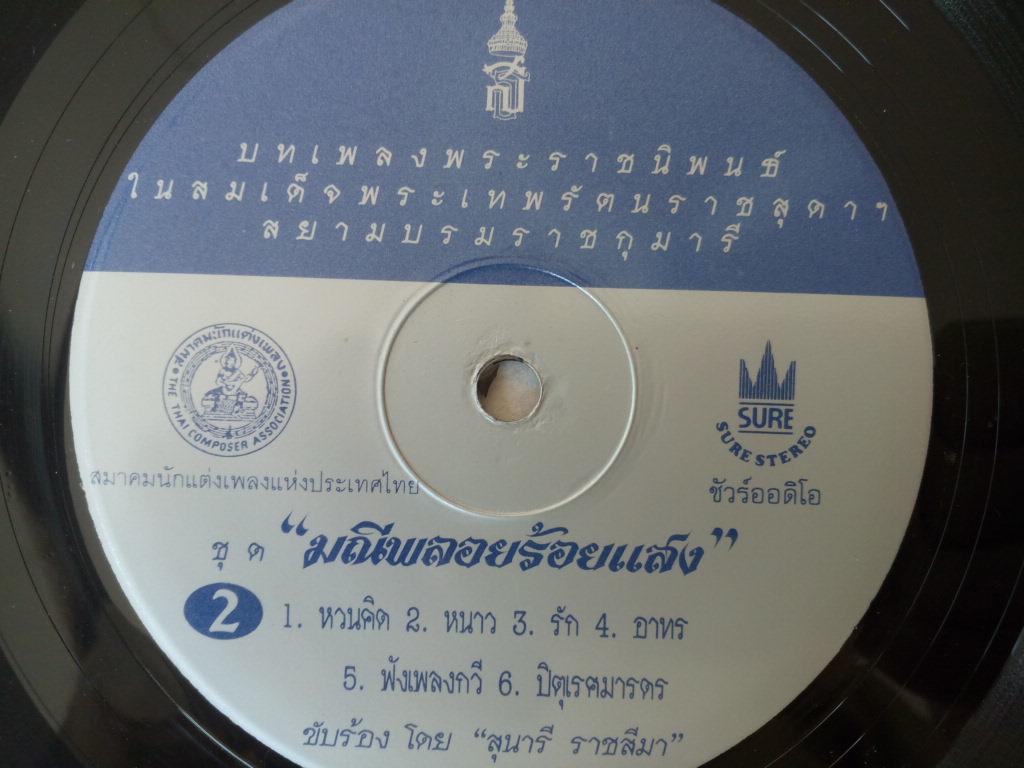 ส
บทเพลงพระราชนิพนธ์
ในสมเด็จพระเทพรัตนราชสุดาฯ
สยามบรมราชกุมารี
สมาคมนักแต่งเพลง
THE THAI COMPOSER ASSOCIATION
สมาคมนักแต่งเพลงแห่งประเทศไทย
SURE
SURE STEREO
ชัวร์ออดิโอ
ชุด “มณีพลอยร้อยแสง”
2 1. หวนคิด 2. หนาว 3. รัก 4. อาทร
5. ฟังเพลงกวี 6. ปิตุเรศมารดร
ขับร้อง โดย “สุนารี ราชสีมา”